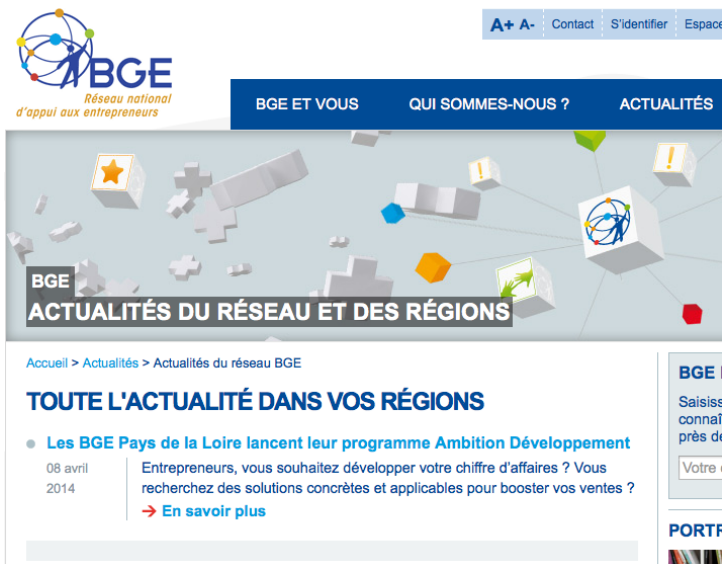 A+ A- Contact S'identifier Espace
BGE
Réseau national
d'appui aux entrepreneurs
BGE ET VOUS QUI SOMMES-NOUS ? ACTUALITÉS
BGE
ACTUALITÉS DU RÉSEAU ET DES RÉGIONS
Accueil > Actualités > Actualités du réseau BGE
TOUTE L'ACTUALITÉ DANS VOS RÉGIONS
Les BGE Pays de la Loire lancent leur programme Ambition Développement
08 avril
2014
Entrepreneurs, vous souhaitez développer votre chiffre d'affaires ? Vous
recherchez des solutions concrètes et applicables pour booster vos ventes ?
→ En savoir plus
BGE
Saisiss
connaî
près de
Votre
PORTR